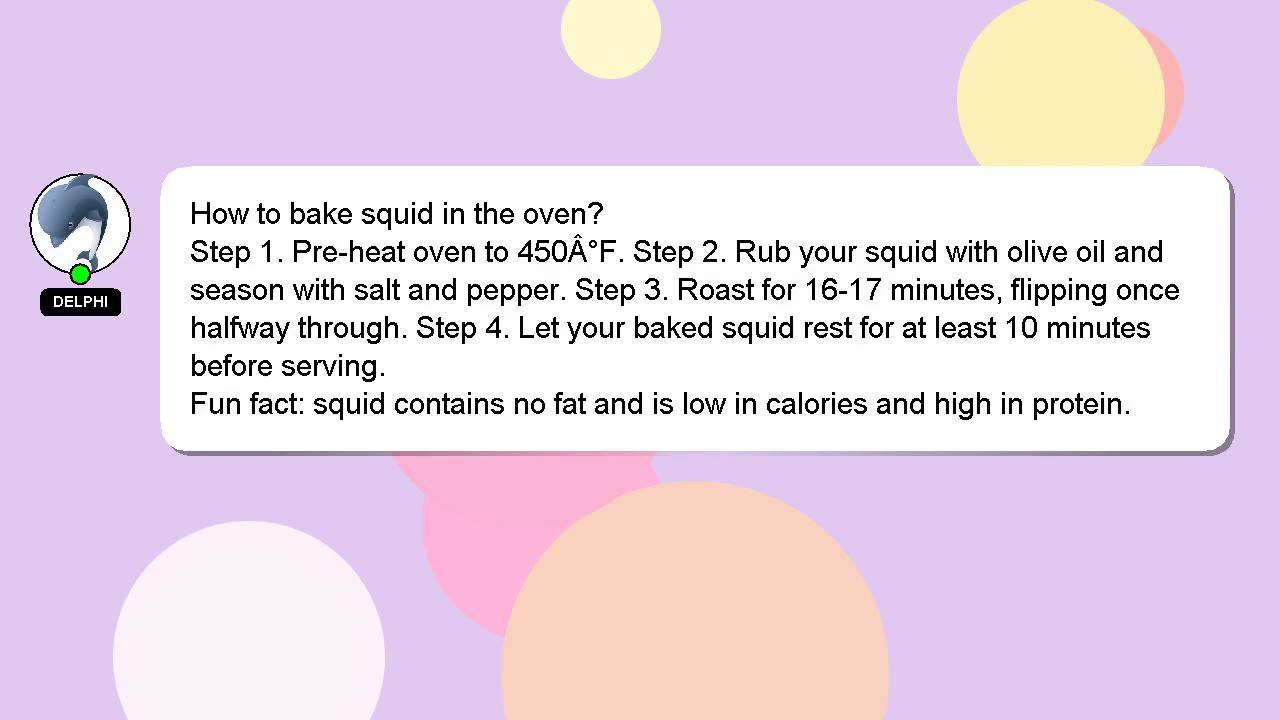 How to bake squid in the oven?
Step 1. Pre-heat oven to 450Â°F. Step 2. Rub your squid with olive oil and
season with salt and pepper. Step 3. Roast for 16-17 minutes, flipping once
halfway through. Step 4. Let your baked squid rest for at least 10 minutes
before serving.
Fun fact: squid contains no fat and is low in calories and high in protein.
DELPHI